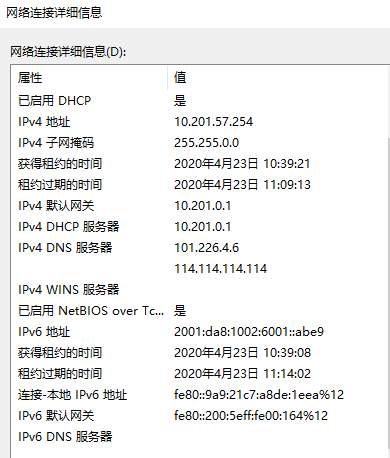 网络连接详细信息
网络连接详细信息(D):
属性 值
已启用 DHCP 是
IPv4 地址 10.201.57.254
IPv4 子网掩码 255.255.0.0
获得租约的时间 2020年4月23日 10:39:21
租约过期的时间 2020年4月23日 11:09:13
IPv4 默认网关 10.201.0.1
IPv4 DHCP 服务器 10.201.0.1
IPv4 DNS 服务器 101.226.4.6
114.114.114.114
IPv4 WINS 服务器
已启用 NetBIOS over Tc... 是
IPv6 地址 2001:da8:1002:6001::abe9
获得租约的时间 2020年4月23日 10:39:08
租约过期的时间 2020年4月23日 11:14:02
连接-本地 IPv6 地址 fe80::9a9:21c7:a8de:1eea%12
IPv6 默认网关 fe80::200:5eff:fe00:164%12
IPv6 DNS 服务器